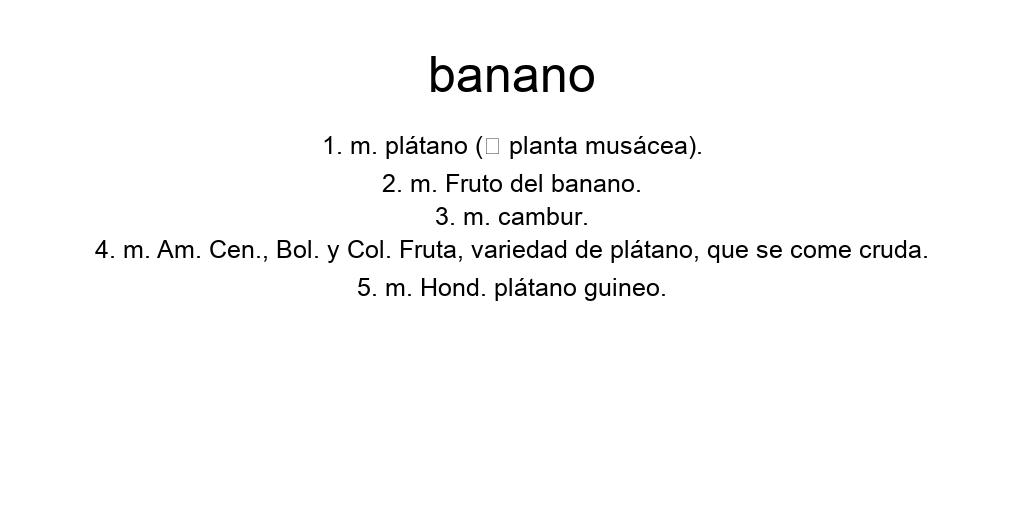 banano
1. m. plátano (▯ planta musácea).
2. m. Fruto del banano.
3. m. cambur.
4. m. Am. Cen., Bol. y Col. Fruta, variedad de plátano, que se come cruda.
5. m. Hond. plátano guineo.